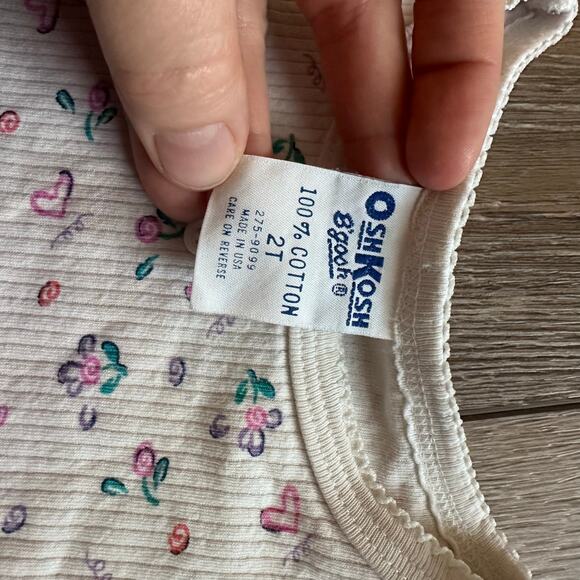 OSHKOSH
B'gosh®
100% COTTON
2T
275-9099
MADE IN USA
CARE ON REVERSE